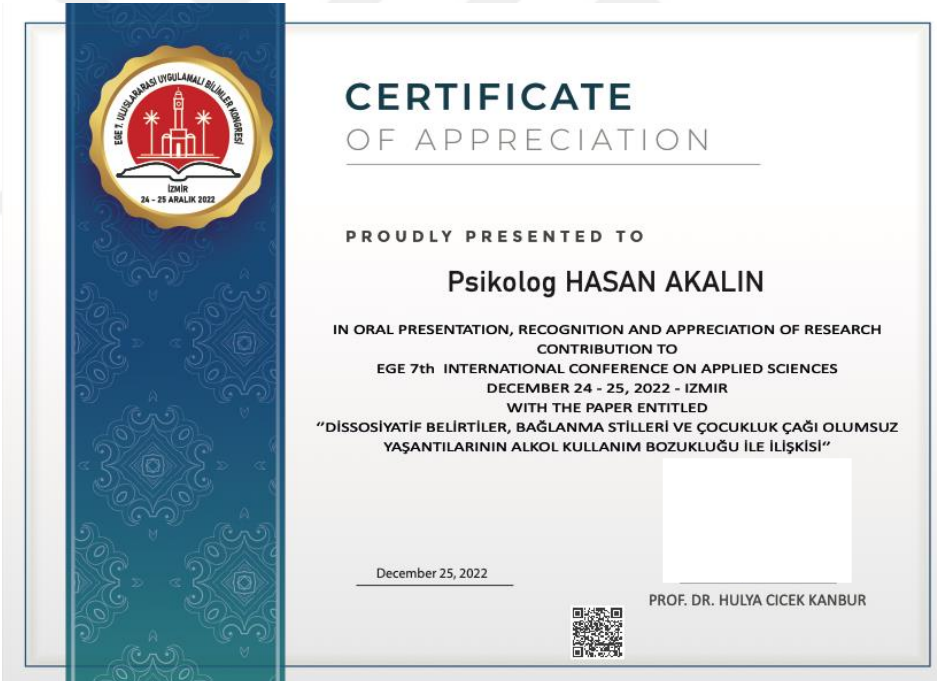 EGE 7. ULUSLARARASI UYGULAMALI BİLİMLER KONGRESİ
İZMİR
24 - 25 ARALIK 2022
CERTIFICATE
OF APPRECIATION
PROUDLY PRESENTED TO
Psikolog HASAN AKALIN
IN ORAL PRESENTATION, RECOGNITION AND APPRECIATION OF RESEARCH
CONTRIBUTION TO
EGE 7th INTERNATIONAL CONFERENCE ON APPLIED SCIENCES
DECEMBER 24 - 25, 2022 - IZMIR
WITH THE PAPER ENTITLED
‘’DİSSOSİYATİF BELİRTİLER, BAĞLANMA STİLLERİ VE ÇOCUKLUK ÇAĞI OLUMSUZ
YAŞANTILARININ ALKOL KULLANIM BOZUKLUĞU İLE İLİŞKİSİ‘’
December 25, 2022
PROF. DR. HULYA CICEK KANBUR